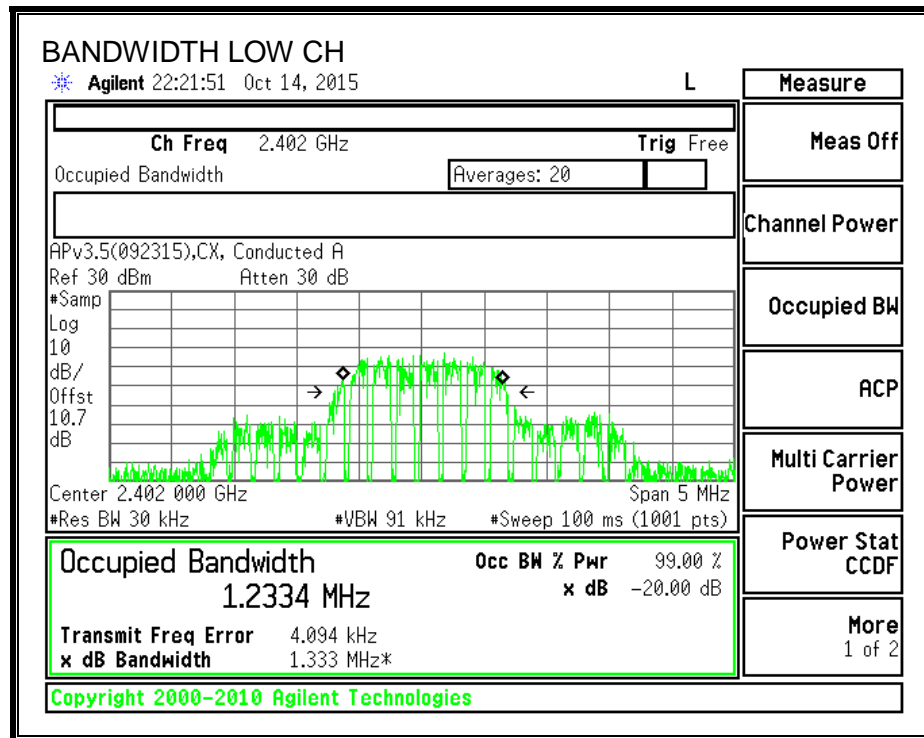 BANDWIDTH LOW CH
Agilent 22:21:51 Oct 14, 2015 L
Measure
Ch Freq 2.402 GHz Trig Free
Occupied Bandwidth Averages: 20
APv3.5(092315),CX, Conducted A
Ref 30 dBm Atten 30 dB
#Samp
Log
10
dB/
Offst
10.7
dB
Center 2.402 000 GHz Span 5 MHz
#Res BW 30 kHz #VBW 91 kHz #Sweep 100 ms (1001 pts)
Occupied Bandwidth Occ BW % Pwr 99.00 %
1.2334 MHz x dB -20.00 dB
Transmit Freq Error 4.094 kHz
x dB Bandwidth 1.333 MHz*
Copyright 2000-2010 Agilent Technologies
Meas Off
Channel Power
Occupied BW
ACP
Multi Carrier
Power
Power Stat
CCDF
More
1 of 2